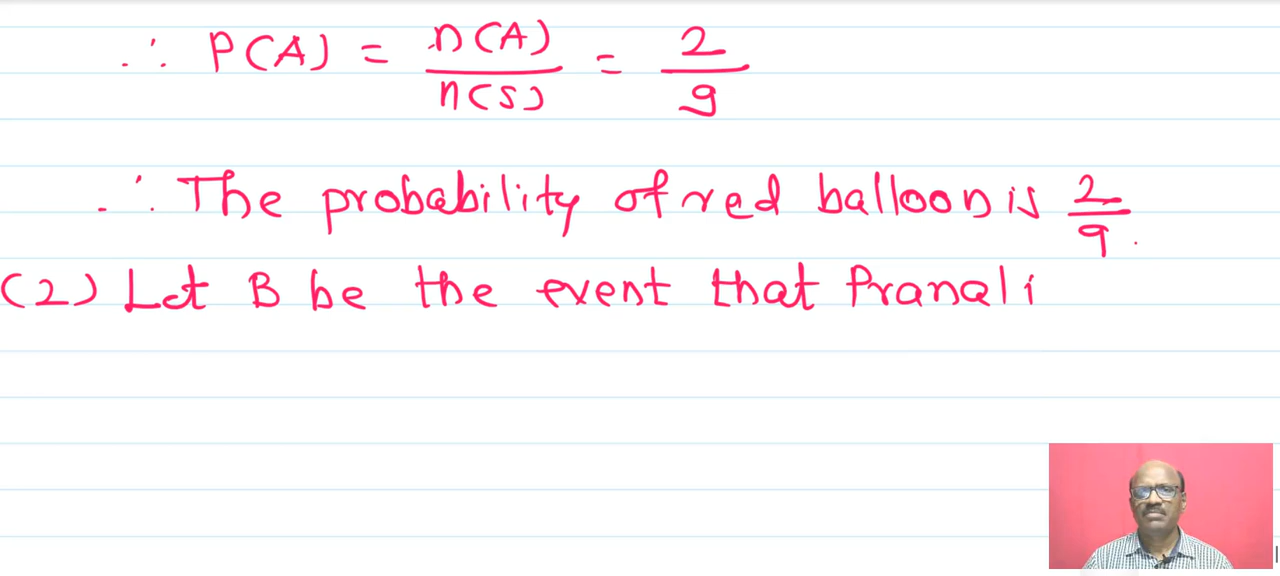 ∴ P(A) = n(A)/n(S) = 2/9
∴ The probability of red balloon is 2/9.
(2) Let B be the event that Pranali